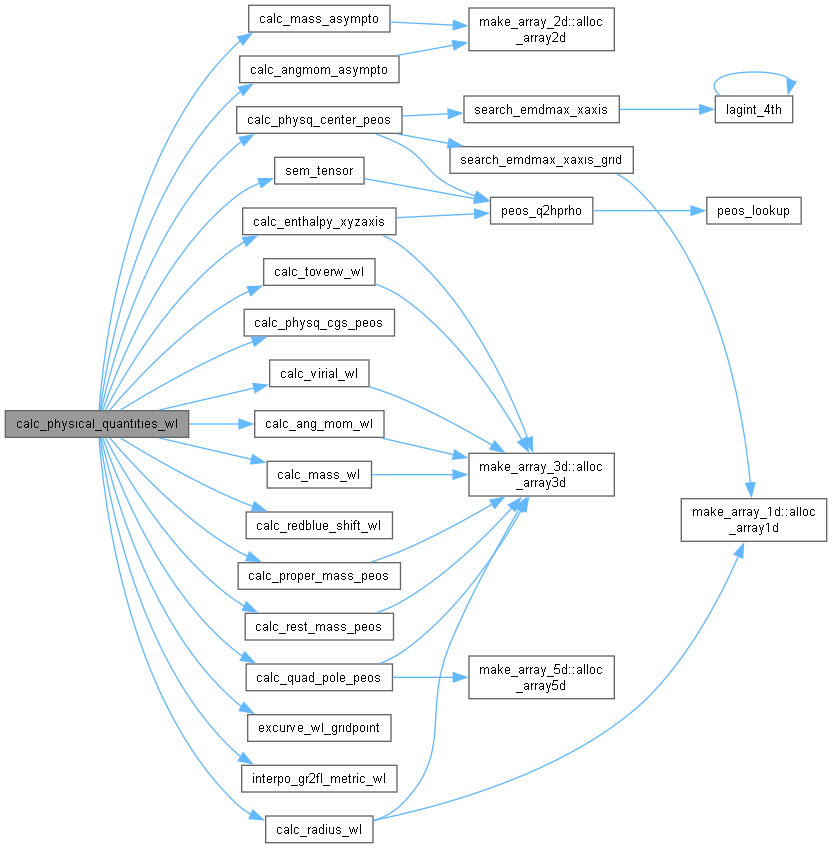 calc_mass_asympto
make_array_2d::alloc
_array2d
calc_angmom_asympto
calc_physq_center_peos
search_emdmax_xaxis
lagint_4th
search_emdmax_xaxis_grid
sem_tensor
peos_q2hprho
peos_lookup
calc_enthalpy_xyzaxis
calc_toverw_wl
calc_physq_cgs_peos
calc_virial_wl
calc_physical_quantities_wl
calc_ang_mom_wl
make_array_3d::alloc
_array3d
calc_mass_wl
make_array_1d::alloc
_array1d
calc_redblue_shift_wl
calc_proper_mass_peos
calc_rest_mass_peos
calc_quad_pole_peos
make_array_5d::alloc
_array5d
excurve_wl_gridpoint
interpo_gr2fl_metric_wl
calc_radius_wl